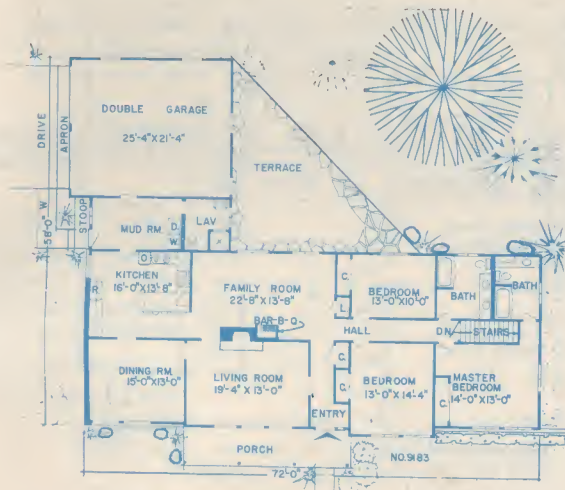 DRIVE
APRON
DOUBLE GARAGE
25'-4"X21'-4"
TERRACE
58'-0" W
STOOP
MUD RM.
D
W
LAV
O
KITCHEN
16'-0"X13'-8"
R
FAMILY ROOM
22'-8"X13'-8"
BAR-B-Q
C
L
BEDROOM
13'-0"X10'-0"
BATH
BATH
HALL
DN.
STAIRS
DINING RM.
15'-0"X13'-0"
LIVING ROOM
19'-4" X 13'-0"
C
C
ENTRY
BEDROOM
13'-0"X14'-4"
C
MASTER
BEDROOM
14'-0"X13'-0"
PORCH
NO.9183
72'-0"